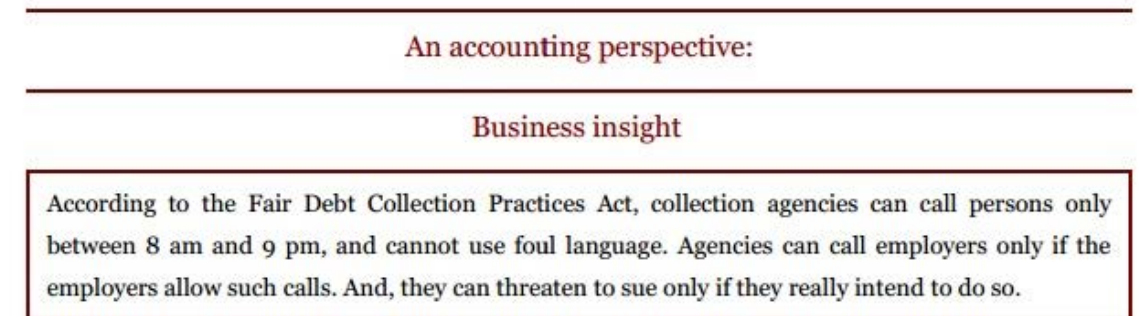 An accounting perspective:
Business insight
According to the Fair Debt Collection Practices Act, collection agencies can call persons only
between 8 am and 9 pm, and cannot use foul language. Agencies can call employers only if the
employers allow such calls. And, they can threaten to sue only if they really intend to do so.